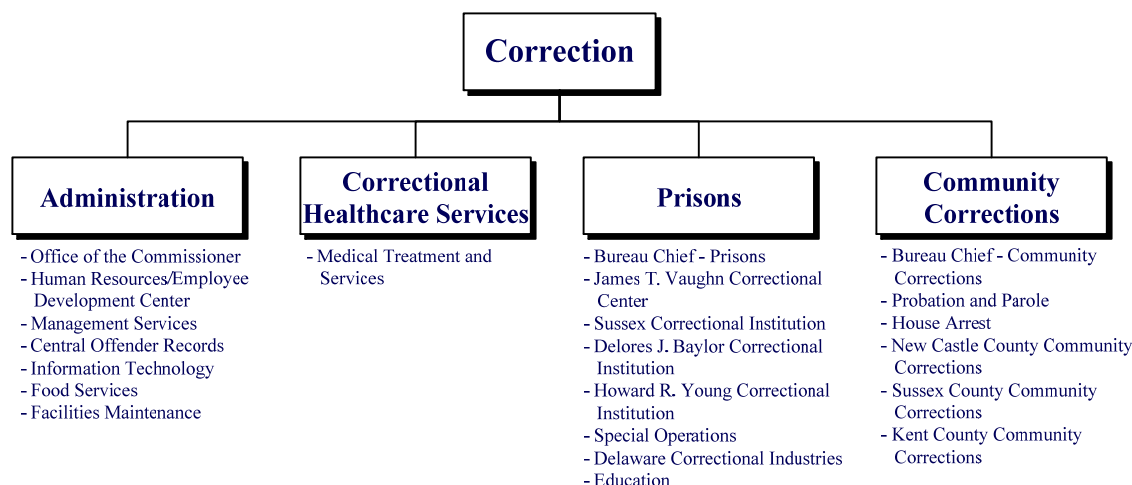 Correction
Administration
- Office of the Commissioner
- Human Resources/Employee
Development Center
- Management Services
- Central Offender Records
- Information Technology
- Food Services
- Facilities Maintenance
Correctional
Healthcare Services
- Medical Treatment and
Services
Prisons
- Bureau Chief - Prisons
- James T. Vaughn Correctional
Center
- Sussex Correctional Institution
- Delores J. Baylor Correctional
Institution
- Howard R. Young Correctional
Institution
- Special Operations
- Delaware Correctional Industries
- Education
Community
Corrections
- Bureau Chief - Community
Corrections
- Probation and Parole
- House Arrest
- New Castle County Community
Corrections
- Sussex County Community
Corrections
- Kent County Community
Corrections